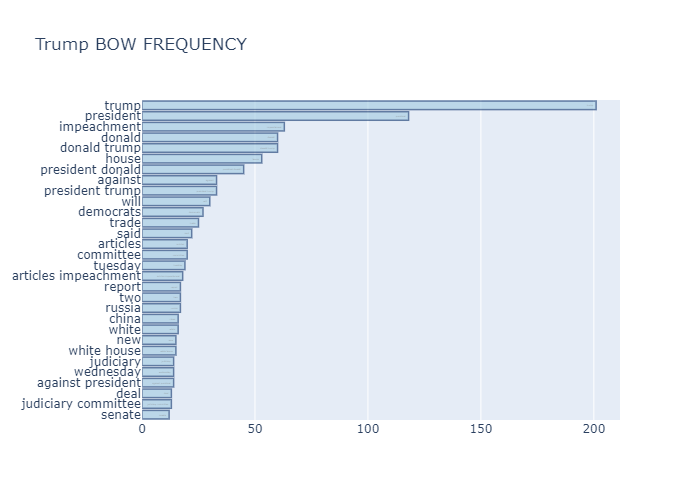 Trump BOW FREQUENCY
trump
president
impeachment
donald
donald trump
house
president donald
against
president trump
will
democrats
trade
said
articles
committee
tuesday
articles impeachment
report
two
russia
china
white
new
white house
judiciary
wednesday
against president
deal
judiciary committee
senate
0 50 100 150 200